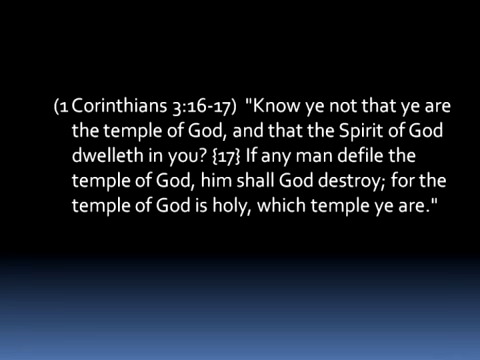 (1 Corinthians 3:16-17) "Know ye not that ye are
the temple of God, and that the Spirit of God
dwelleth in you? {17} If any man defile the
temple of God, him shall God destroy; for the
temple of God is holy, which temple ye are."